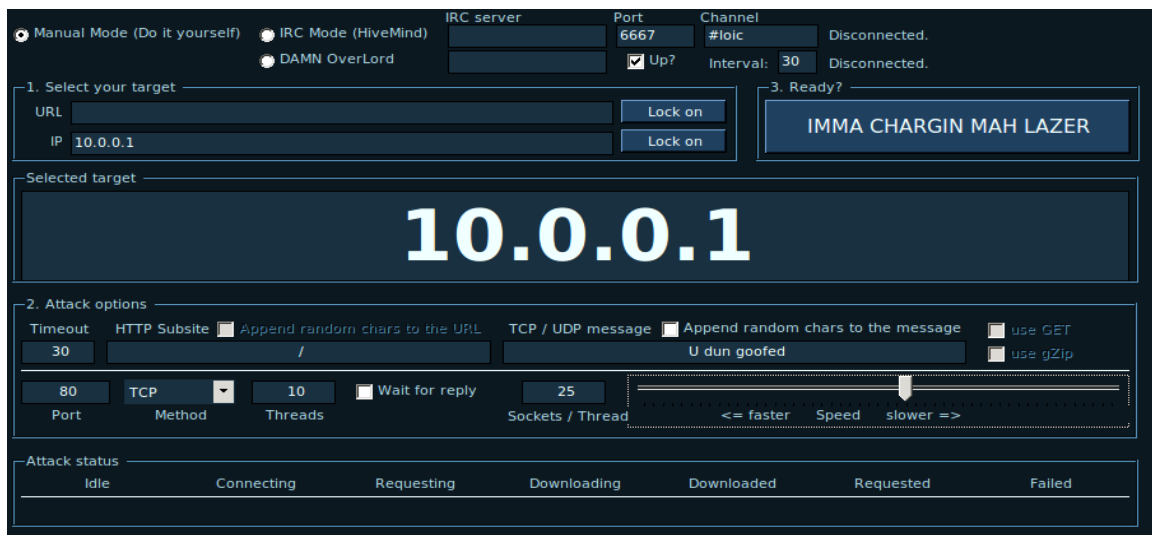 IRC server Port Channel
Manual Mode (Do it yourself) IRC Mode (HiveMind) 6667 #loic Disconnected.
DAMN OverLord Up? Interval: 30 Disconnected.
1. Select your target 3. Ready?
URL Lock on
IMMA CHARGIN MAH LAZER
IP 10.0.0.1 Lock on
Selected target
10.0.0.1
2. Attack options
Timeout HTTP Subsite Append random chars to the URL TCP / UDP message Append random chars to the message use GET
30 / U dun goofed use gZip
80 TCP 10 Wait for reply 25
Port Method Threads Sockets / Thread <= faster Speed slower =>
Attack status
Idle Connecting Requesting Downloading Downloaded Requested Failed